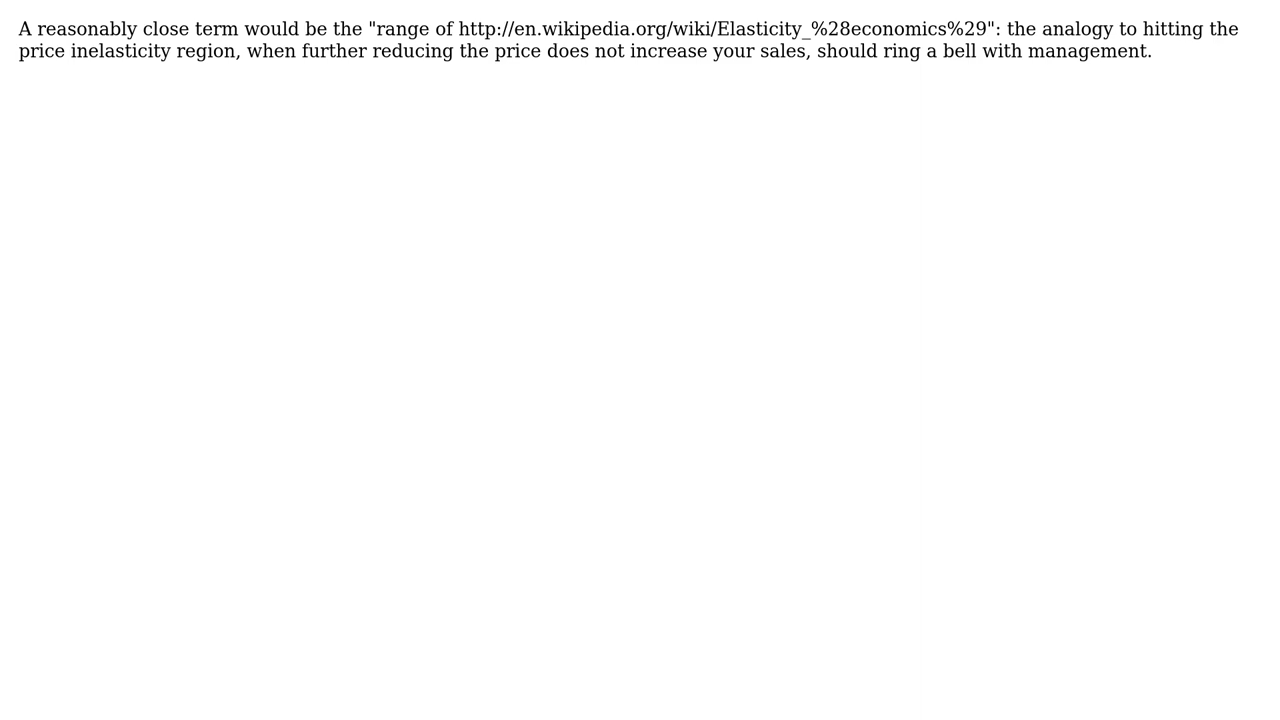 A reasonably close term would be the "range of http://en.wikipedia.org/wiki/Elasticity_%28economics%29": the analogy to hitting the
price inelasticity region, when further reducing the price does not increase your sales, should ring a bell with management.